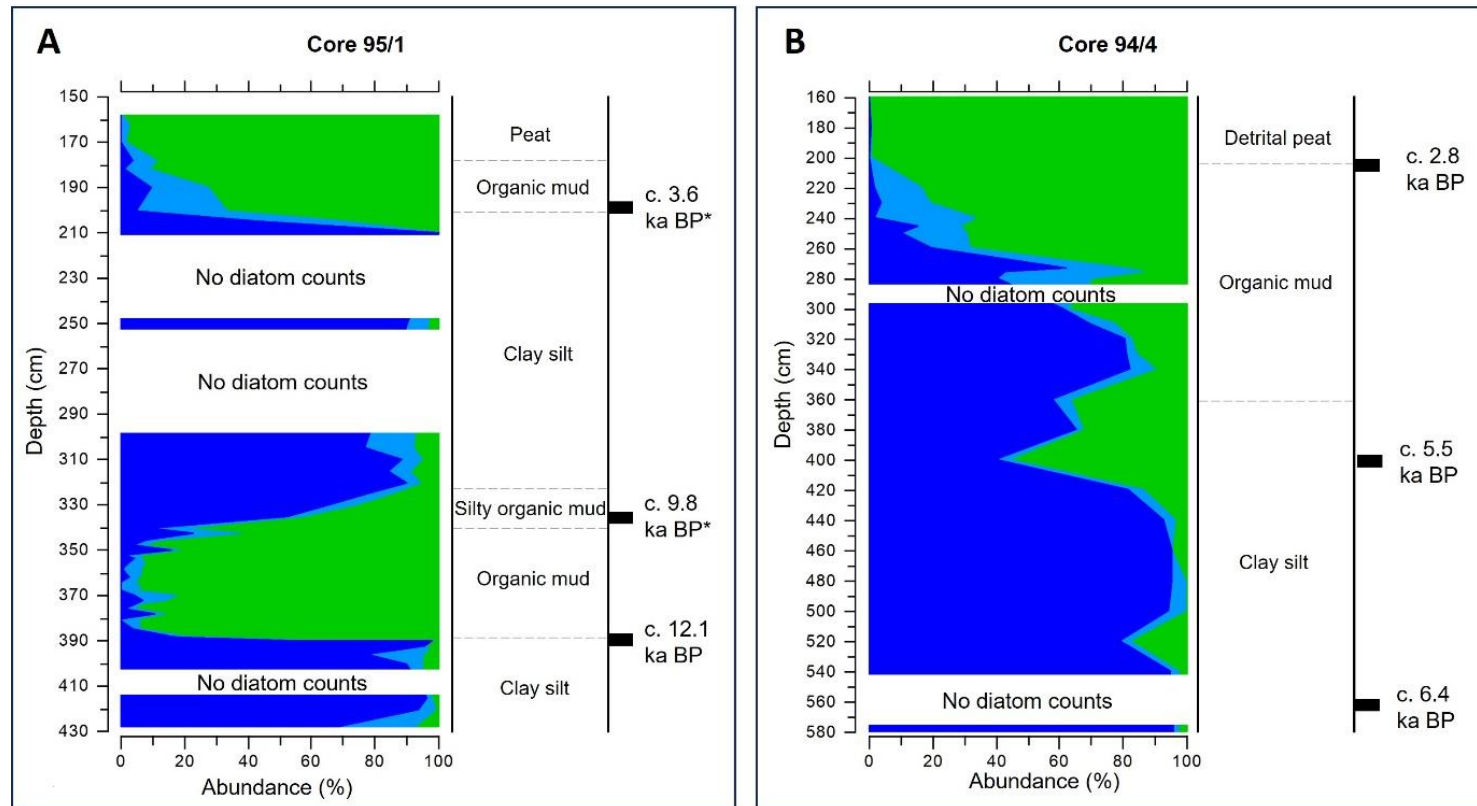 A
Core 95/1
150
170
190
210
230
250
270
290
310
330
350
370
390
410
430
Depth (cm)
No diatom counts
No diatom counts
No diatom counts
0
20
40
60
80
100
Abundance (%)
Peat
Organic mud
Clay silt
Silty organic mud
Organic mud
Clay silt
c. 3.6
ka BP*
c. 9.8
ka BP*
c. 12.1
ka BP
B
Core 94/4
160
180
200
220
240
260
280
300
320
340
360
380
400
420
440
460
480
500
520
540
560
580
Depth (cm)
No diatom counts
No diatom counts
0
20
40
60
80
100
Abundance (%)
Detrital peat
Organic mud
Clay silt
c. 2.8
ka BP
c. 5.5
ka BP
c. 6.4
ka BP